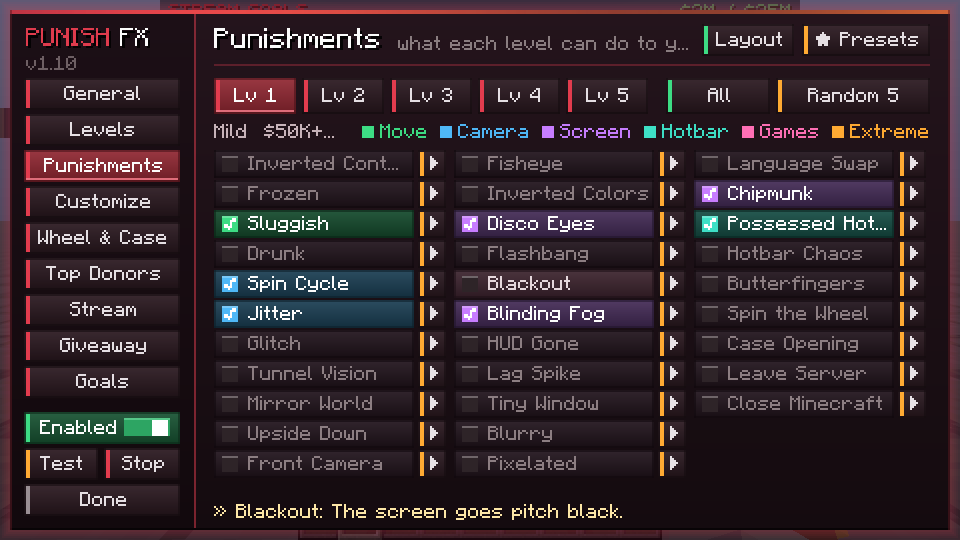 PUNISH FX
v1.10
General
Levels
Punishments
Customize
Wheel & Case
Top Donors
Stream
Giveaway
Goals
Enabled
Test Stop
Done
Punishments what each level can do to y... Layout Presets
Lv 1 Lv 2 Lv 3 Lv 4 Lv 5 All Random 5
Mild $50K+... Move Camera Screen Hotbar Games Extreme
Inverted Cont... Fisheye Language Swap
Frozen Inverted Colors Chipmunk
Sluggish Disco Eyes Possessed Hot...
Drunk Flashbang Hotbar Chaos
Spin Cycle Blackout Butterfingers
Jitter Blinding Fog Spin the Wheel
Glitch HUD Gone Case Opening
Tunnel Vision Lag Spike Leave Server
Mirror World Tiny Window Close Minecraft
Upside Down Blurry
Front Camera Pixelated
» Blackout: The screen goes pitch black.